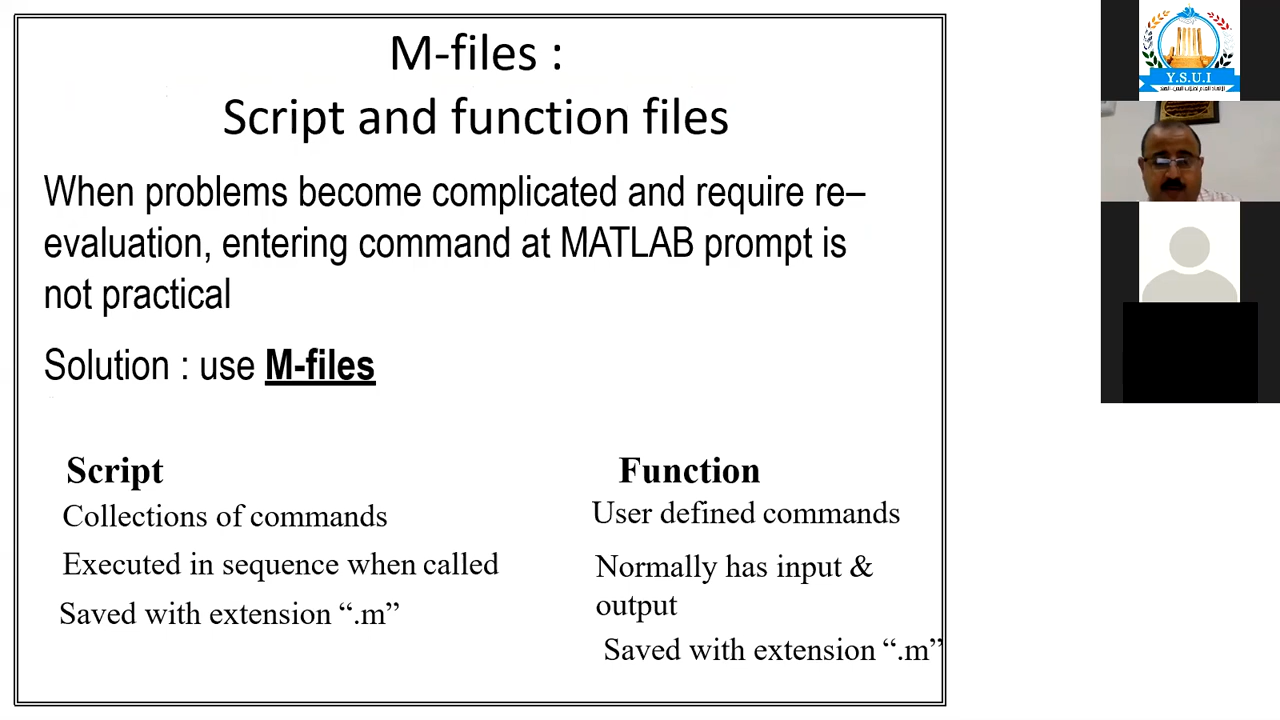 M-files :
Script and function files
When problems become complicated and require re–
evaluation, entering command at MATLAB prompt is
not practical
Solution : use M-files
Script
Collections of commands
Executed in sequence when called
Saved with extension “.m”
Function
User defined commands
Normally has input &
output
Saved with extension “.m”
Y.S.U.I